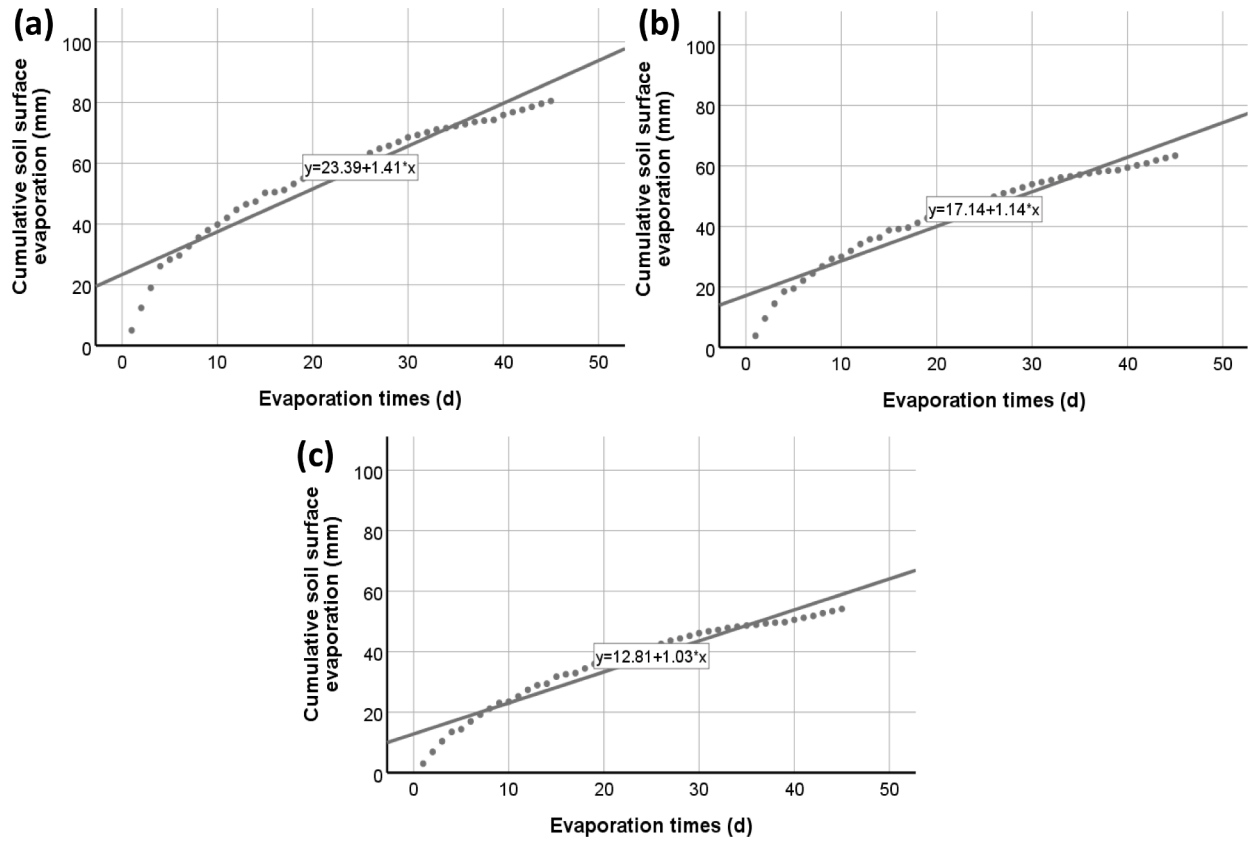 (a)
Cumulative soil surface
evaporation (mm)
100
80
60
40
20
0
y=23.39+1.41*x
0 10 20 30 40 50
Evaporation times (d)
(b)
Cumulative soil surface
evaporation (mm)
100
80
60
40
20
0
y=17.14+1.14*x
0 10 20 30 40 50
Evaporation times (d)
(c)
Cumulative soil surface
evaporation (mm)
100
80
60
40
20
0
y=12.81+1.03*x
0 10 20 30 40 50
Evaporation times (d)